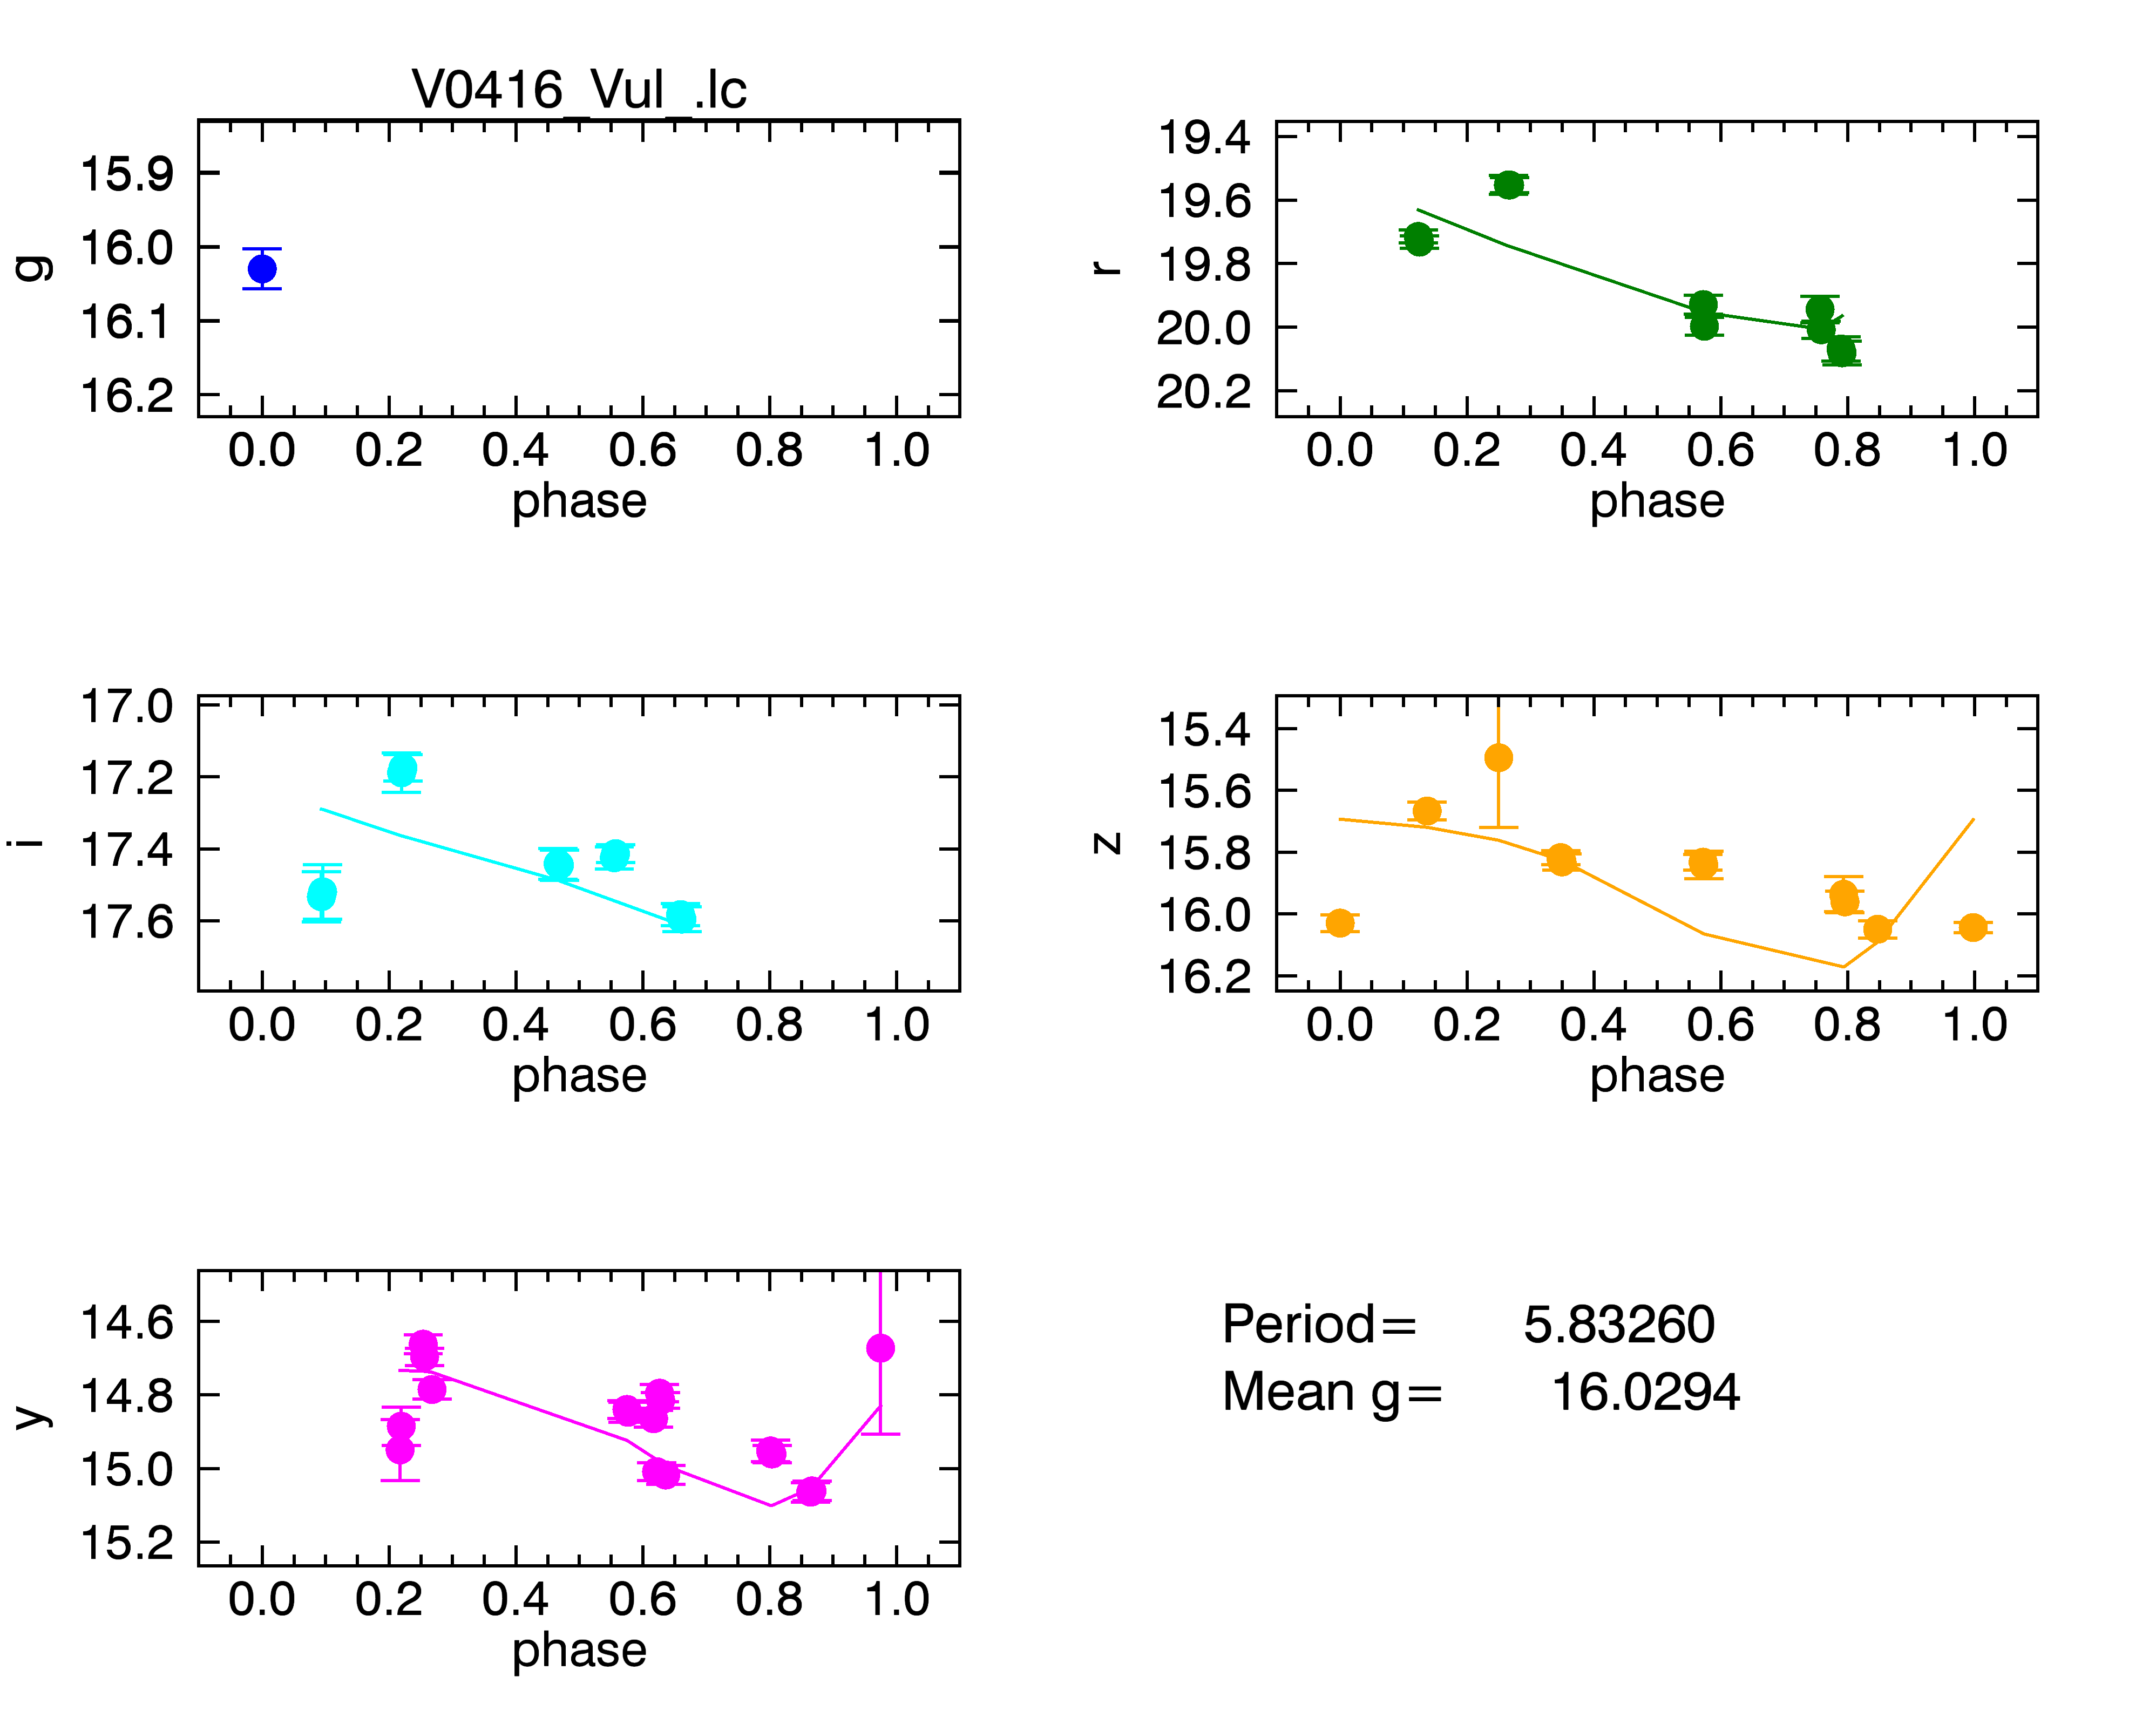 V0416_Vul_.lc
g
15.9
16.0
16.1
16.2
0.0 0.2 0.4 0.6 0.8 1.0
phase
r
19.4
19.6
19.8
20.0
20.2
0.0 0.2 0.4 0.6 0.8 1.0
phase
i
17.0
17.2
17.4
17.6
0.0 0.2 0.4 0.6 0.8 1.0
phase
z
15.4
15.6
15.8
16.0
16.2
0.0 0.2 0.4 0.6 0.8 1.0
phase
y
14.6
14.8
15.0
15.2
0.0 0.2 0.4 0.6 0.8 1.0
phase
Period= 5.83260
Mean g= 16.0294